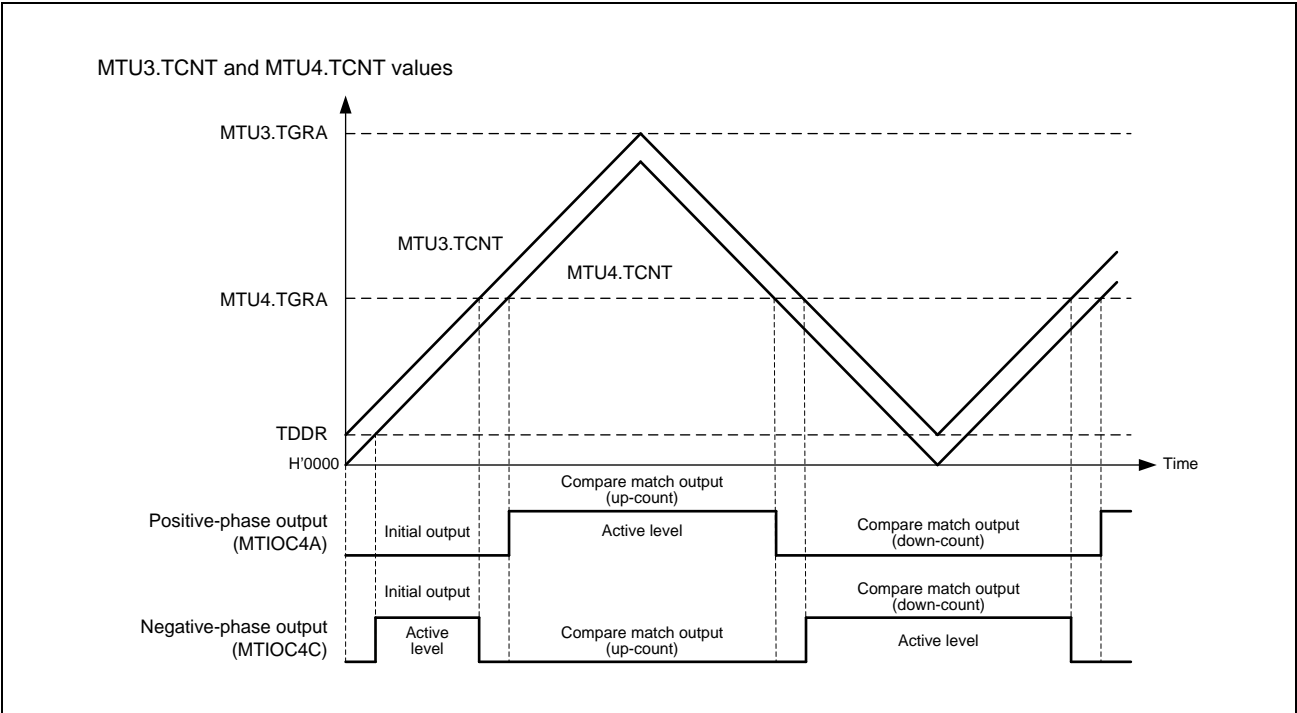 MTU3.TCNT and MTU4.TCNT values
MTU3.TGRA
MTU3.TCNT
MTU4.TCNT
MTU4.TGRA
TDDR
H'0000
Time
Compare match output
(up-count)
Positive-phase output
(MTIOC4A)
Initial output
Active level
Compare match output
(down-count)
Initial output
Compare match output
(down-count)
Negative-phase output
(MTIOC4C)
Active
level
Compare match output
(up-count)
Active level